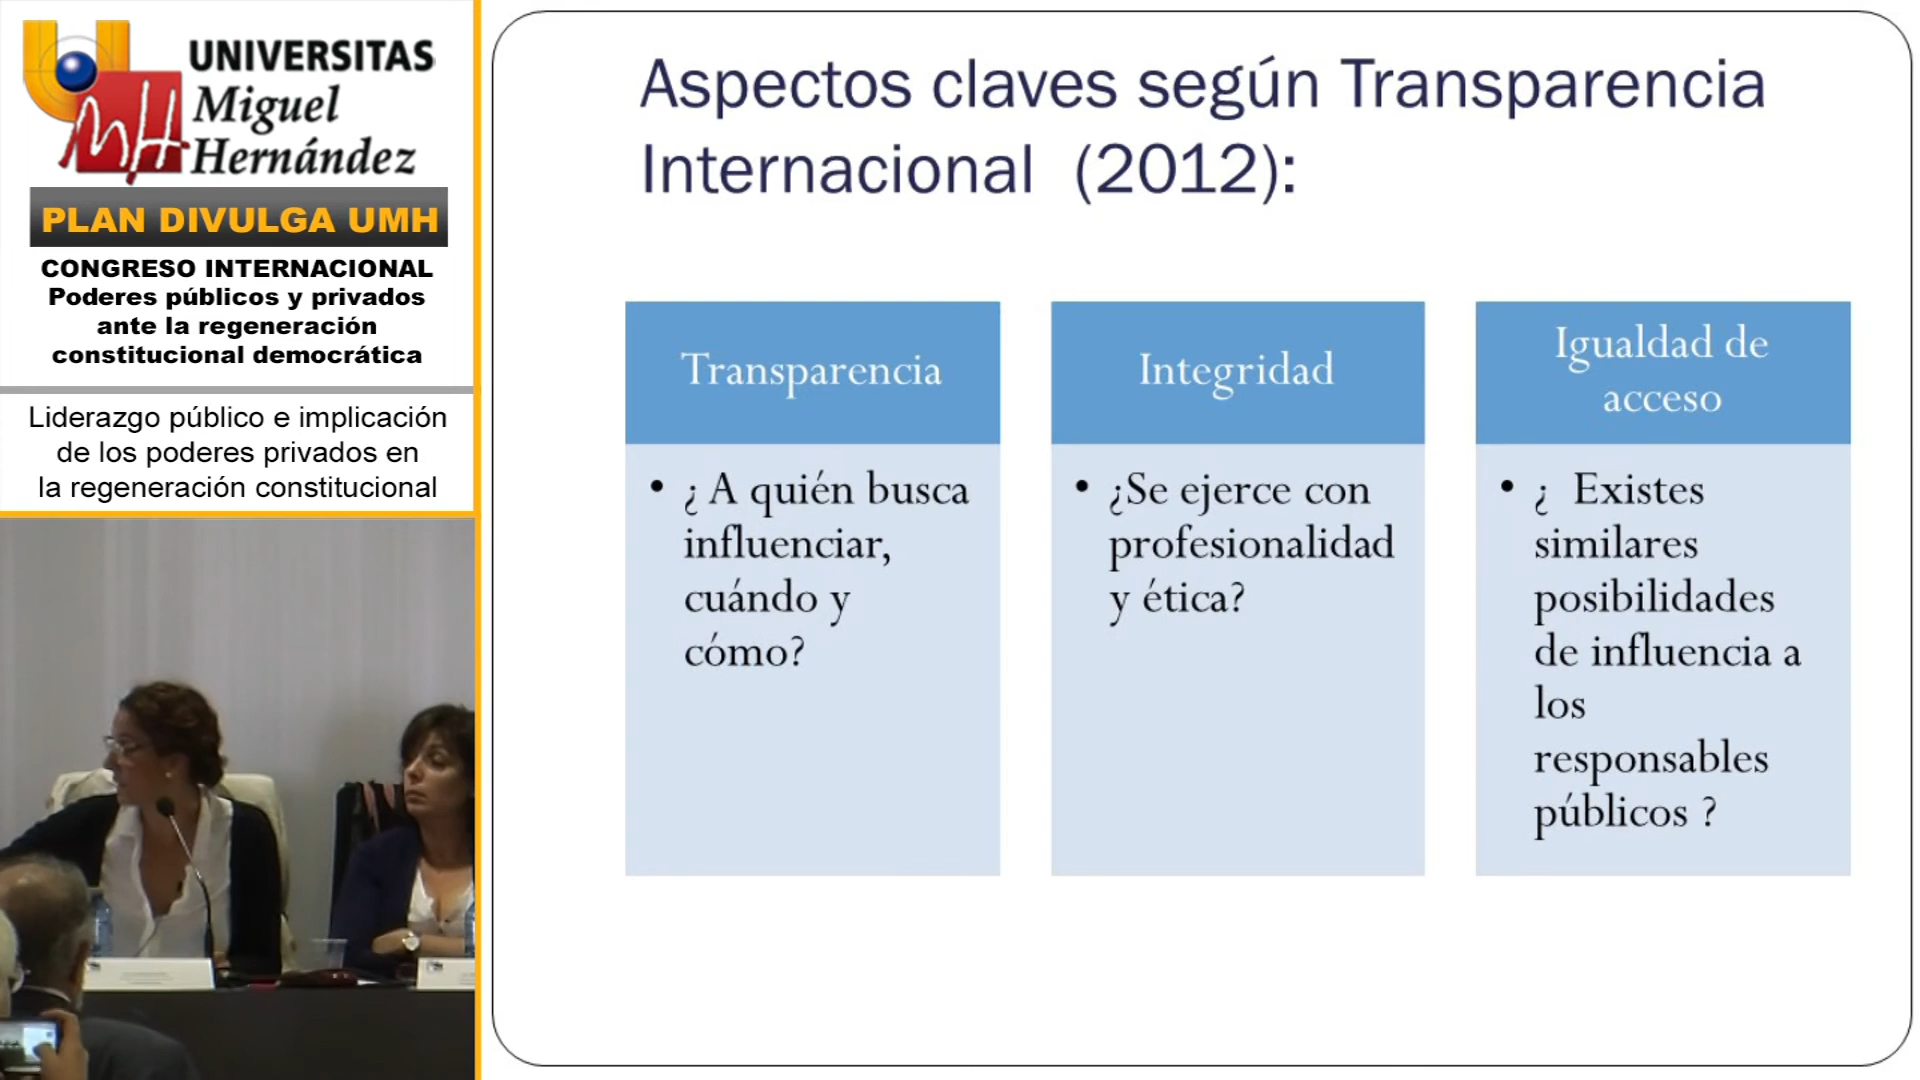 UNIVERSITAS
Miguel
Hernández
PLAN DIVULGA UMH
CONGRESO INTERNACIONAL
Poderes públicos y privados
ante la regeneración
constitucional democrática
Liderazgo público e implicación
de los poderes privados en
la regeneración constitucional
Aspectos claves según Transparencia
Internacional (2012):
Transparencia
• ¿ A quién busca
influenciar,
cuándo y
cómo?
Integridad
• ¿Se ejerce con
profesionalidad
y ética?
Igualdad de
acceso
• ¿ Existes
similares
posibilidades
de influencia a
los
responsables
públicos ?